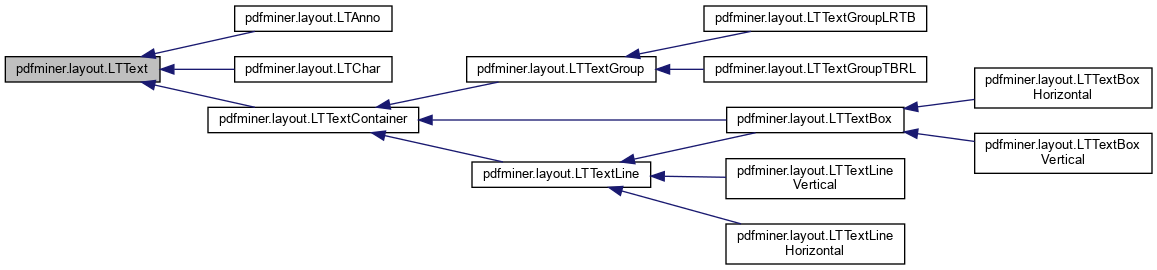 pdfminer.layout.LTText
pdfminer.layout.LTAnno
pdfminer.layout.LTChar
pdfminer.layout.LTTextContainer
pdfminer.layout.LTTextGroup
pdfminer.layout.LTTextLine
pdfminer.layout.LTTextGroupLRTB
pdfminer.layout.LTTextGroupTBRL
pdfminer.layout.LTTextBox
pdfminer.layout.LTTextLine
Vertical
pdfminer.layout.LTTextLine
Horizontal
pdfminer.layout.LTTextBox
Horizontal
pdfminer.layout.LTTextBox
Vertical